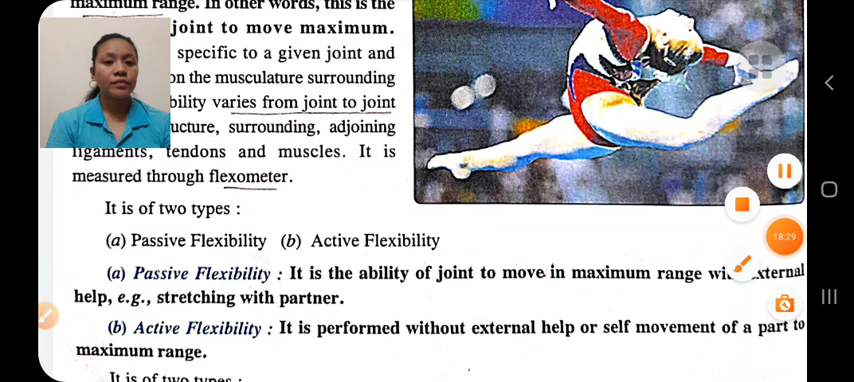 maximum range. In other words, this is the
joint to move maximum.
specific to a given joint and
on the musculature surrounding
bility varies from joint to joint
ucture, surrounding, adjoining
ligaments, tendons and muscles. It is
measured through flexometer.
It is of two types :
(a) Passive Flexibility (b) Active Flexibility
(a) Passive Flexibility : It is the ability of joint to move in maximum range wi xternal
help, e.g., stretching with partner.
(b) Active Flexibility : It is performed without external help or self movement of a part to
maximum range.
It is of two types :
18:29